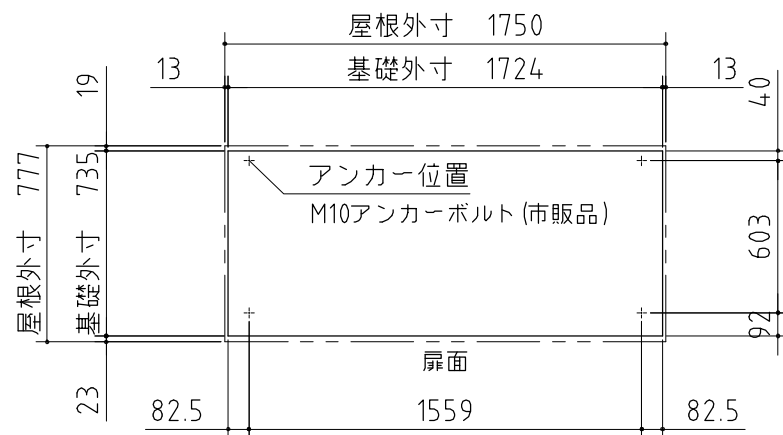 屋根外寸 1750
13
基礎外寸 1724
13
19
40
屋根外寸 777
基礎外寸 735
アンカー位置
M10アンカーボルト(市販品)
603
92
扉面
23
82.5
1559
82.5